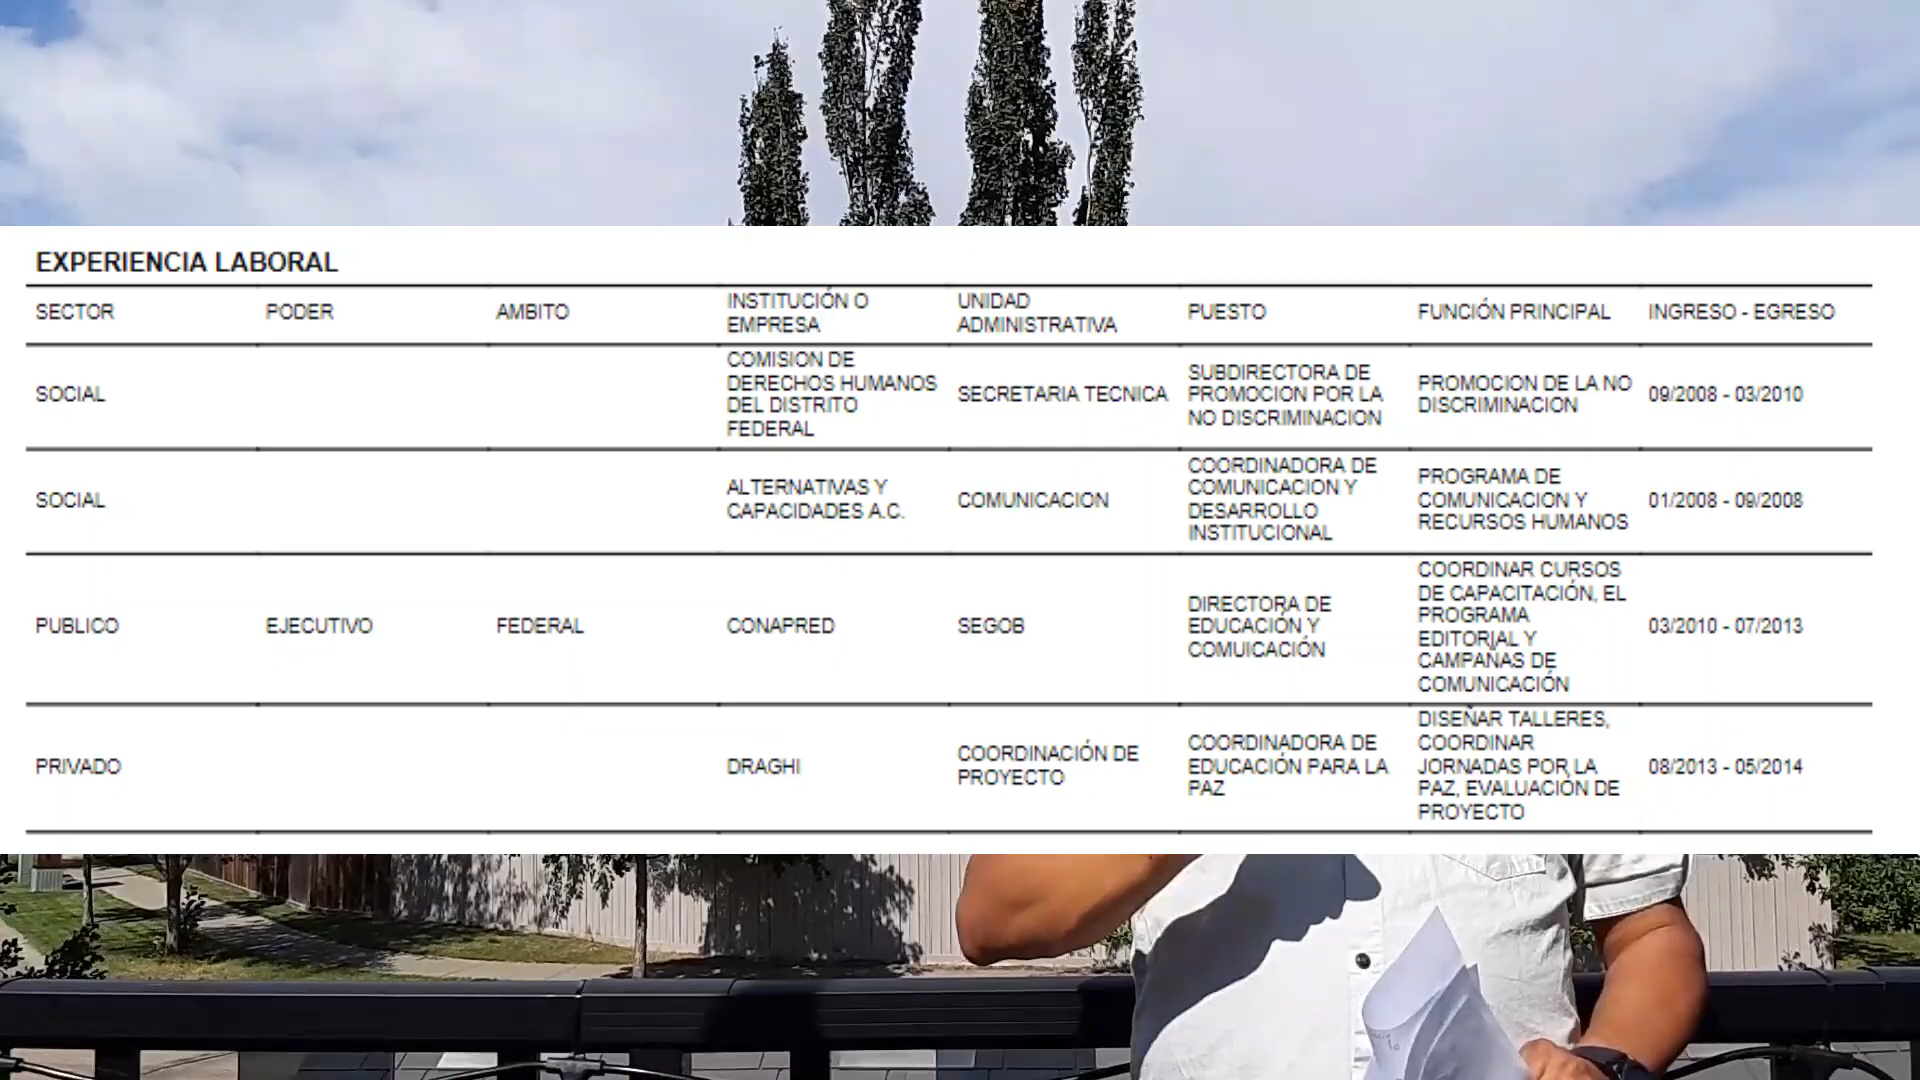 EXPERIENCIA LABORAL
SECTOR
PODER
AMBITO
INSTITUCIÓN O
EMPRESA
UNIDAD
ADMINISTRATIVA
PUESTO
FUNCIÓN PRINCIPAL
INGRESO - EGRESO
SOCIAL
COMISION DE
DERECHOS HUMANOS
DEL DISTRITO
FEDERAL
SECRETARIA TECNICA
SUBDIRECTORA DE
PROMOCION POR LA
NO DISCRIMINACION
PROMOCION DE LA NO
DISCRIMINACION
09/2008 - 03/2010
SOCIAL
ALTERNATIVAS Y
CAPACIDADES A.C.
COMUNICACION
COORDINADORA DE
COMUNICACION Y
DESARROLLO
INSTITUCIONAL
PROGRAMA DE
COMUNICACION Y
RECURSOS HUMANOS
01/2008 - 09/2008
PUBLICO
EJECUTIVO
FEDERAL
CONAPRED
SEGOB
DIRECTORA DE
EDUCACIÓN Y
COMUICACIÓN
COORDINAR CURSOS
DE CAPACITACIÓN, EL
PROGRAMA
EDITORIAL Y
CAMPAÑAS DE
COMUNICACIÓN
03/2010 - 07/2013
PRIVADO
DRAGHI
COORDINACIÓN DE
PROYECTO
COORDINADORA DE
EDUCACIÓN PARA LA
PAZ
DISEÑAR TALLERES,
COORDINAR
JORNADAS POR LA
PAZ, EVALUACIÓN DE
PROYECTO
08/2013 - 05/2014